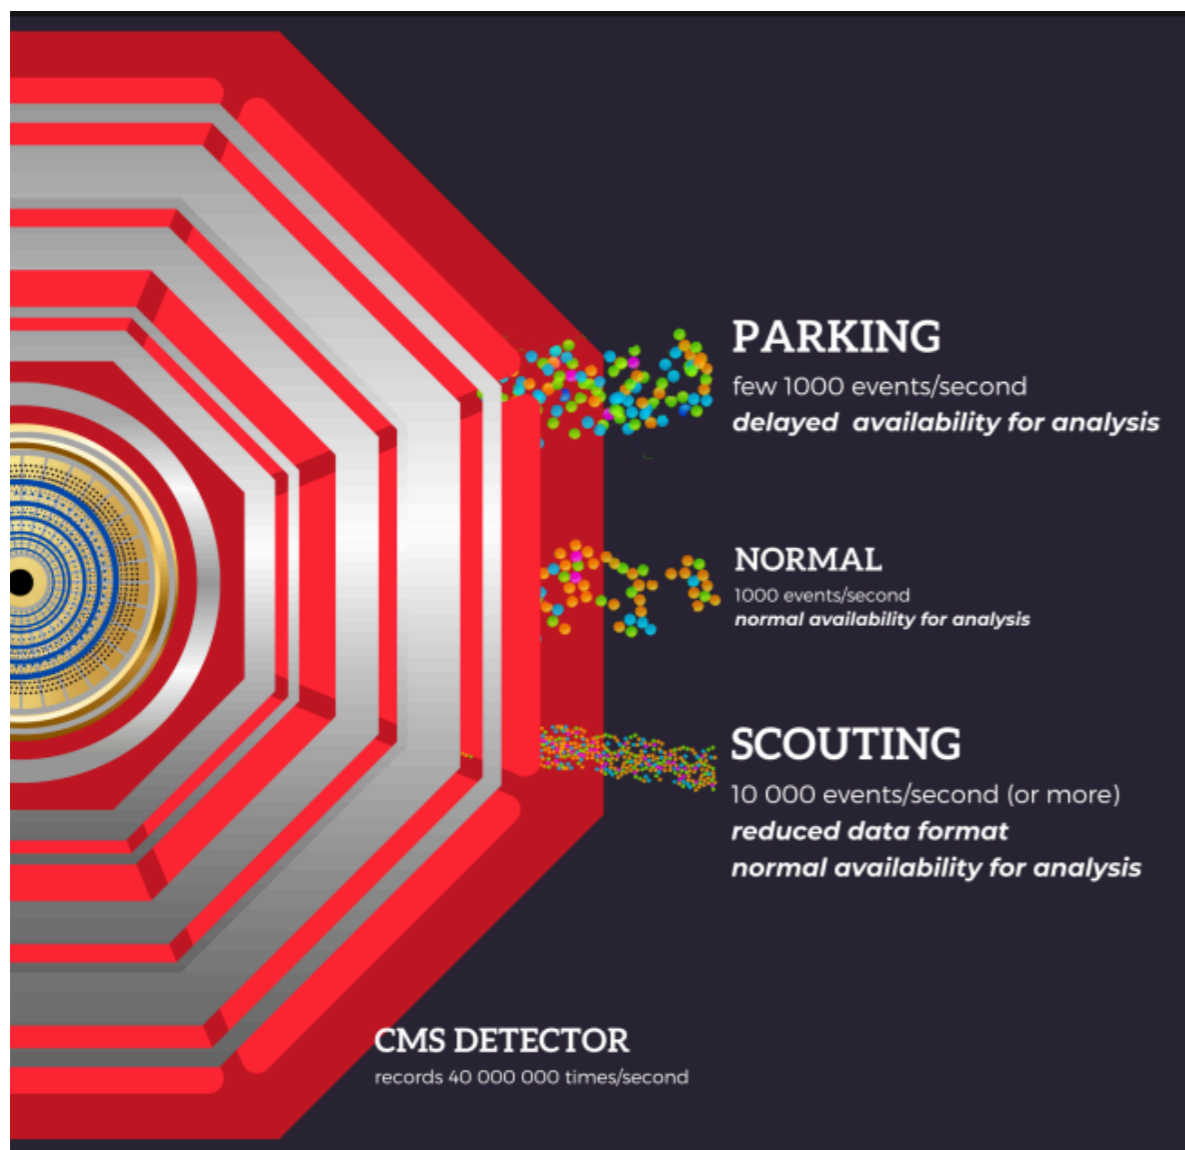 PARKING
few 1000 events/second
delayed availability for analysis
NORMAL
1000 events/second
normal availability for analysis
SCOUTING
10 000 events/second (or more)
reduced data format
normal availability for analysis
CMS DETECTOR
records 40 000 000 times/second